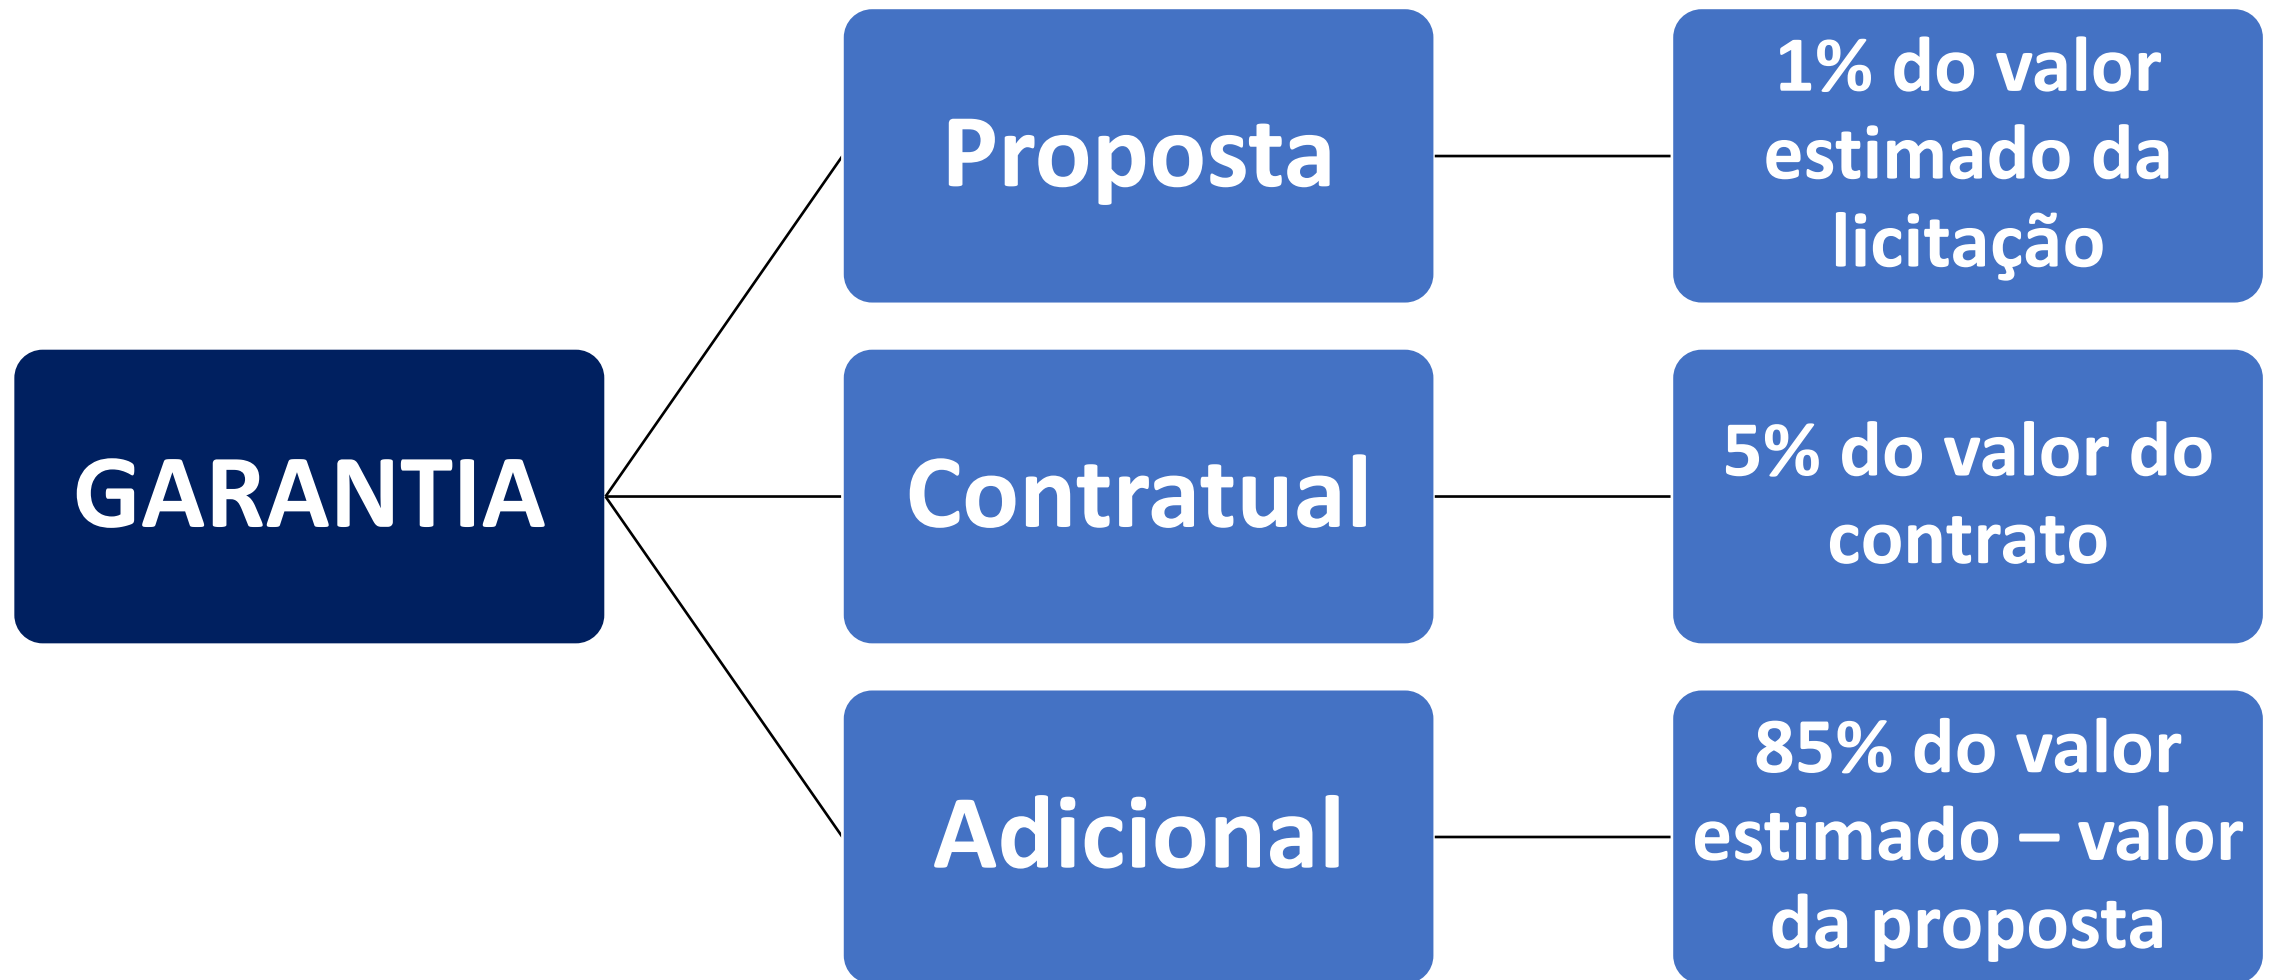 GARANTIA
Proposta
1% do valor
estimado da
licitação
Contratual
5% do valor do
contrato
Adicional
85% do valor
estimado – valor
da proposta